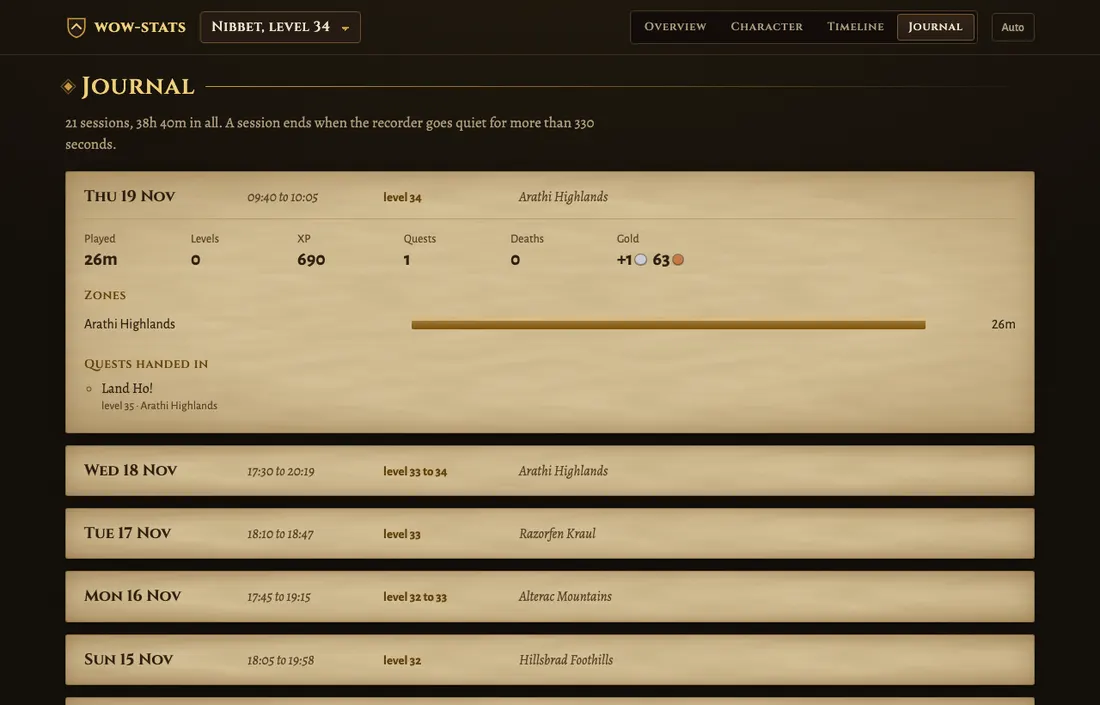 WOW-STATS
NIBBET, LEVEL 34
OVERVIEW CHARACTER TIMELINE JOURNAL
Auto
JOURNAL
21 sessions, 38h 40m in all. A session ends when the recorder goes quiet for more than 330
seconds.
THU 19 NOV 09:40 to 10:05 level 34 Arathi Highlands
Played Levels XP Quests Deaths Gold
26m 0 690 1 0 +1 63
ZONES
Arathi Highlands 26m
QUESTS HANDED IN
Land Ho!
level 35 · Arathi Highlands
WED 18 NOV 17:30 to 20:19 level 33 to 34 Arathi Highlands
TUE 17 NOV 18:10 to 18:47 level 33 Razorfen Kraul
MON 16 NOV 17:45 to 19:15 level 32 to 33 Alterac Mountains
SUN 15 NOV 18:05 to 19:58 level 32 Hillsbrad Foothills